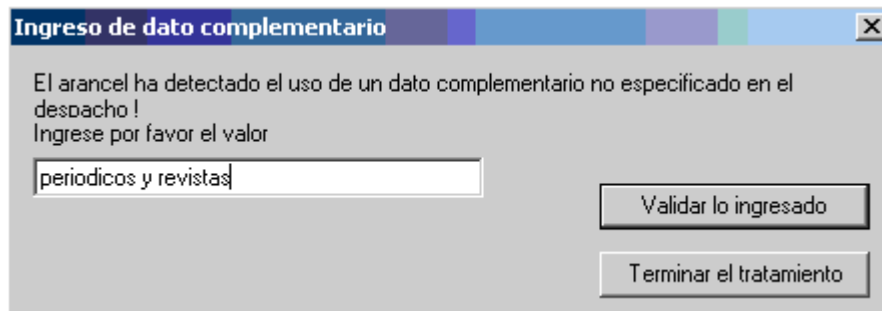 Ingreso de dato complementario
El arancel ha detectado el uso de un dato complementario no especificado en el
despacho !
Ingrese por favor el valor
periodicos y revistas
Validar lo ingresado
Terminar el tratamiento